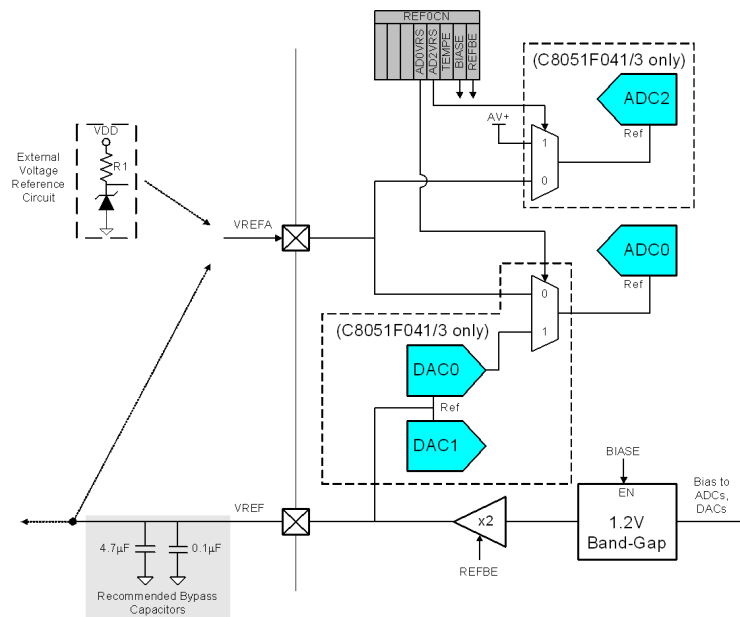 REF0CN
AD0VRS
AD2VRS
TEMPE
BIASE
REFBE
(C8051F041/3 only)
ADC2
Ref
AV+
1
0
External
Voltage
Reference
Circuit
VDD
R1
VREFA
ADC0
Ref
0
1
(C8051F041/3 only)
DAC0
Ref
DAC1
BIASE
EN
1.2V
Band-Gap
Bias to
ADCs,
DACs
x2
REFBE
VREF
4.7µF
0.1µF
Recommended Bypass
Capacitors